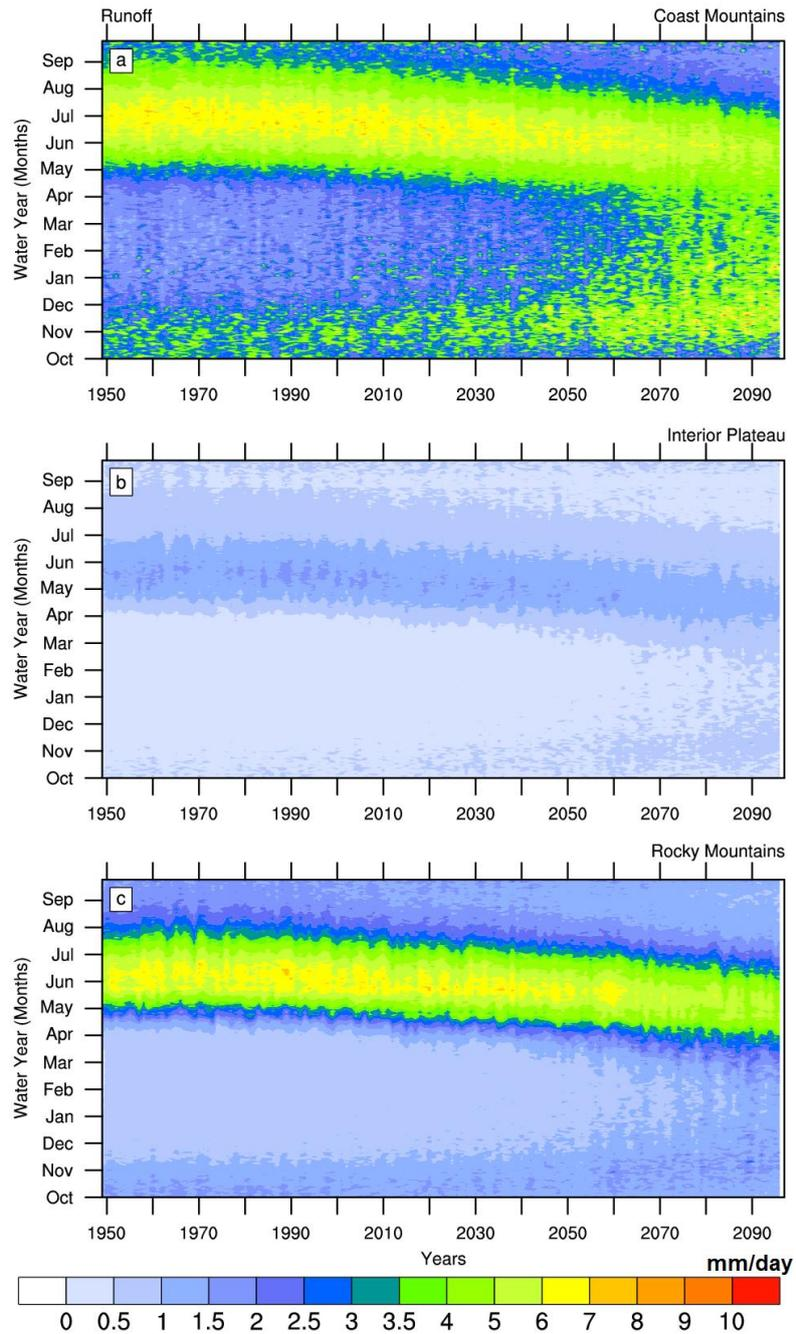 Runoff Coast Mountains
a
Water Year (Months)
Sep
Aug
Jul
Jun
May
Apr
Mar
Feb
Jan
Dec
Nov
Oct
1950 1970 1990 2010 2030 2050 2070 2090
Interior Plateau
b
Water Year (Months)
Sep
Aug
Jul
Jun
May
Apr
Mar
Feb
Jan
Dec
Nov
Oct
1950 1970 1990 2010 2030 2050 2070 2090
Rocky Mountains
c
Water Year (Months)
Sep
Aug
Jul
Jun
May
Apr
Mar
Feb
Jan
Dec
Nov
Oct
1950 1970 1990 2010 2030 2050 2070 2090
Years
mm/day
0 0.5 1 1.5 2 2.5 3 3.5 4 5 6 7 8 9 10